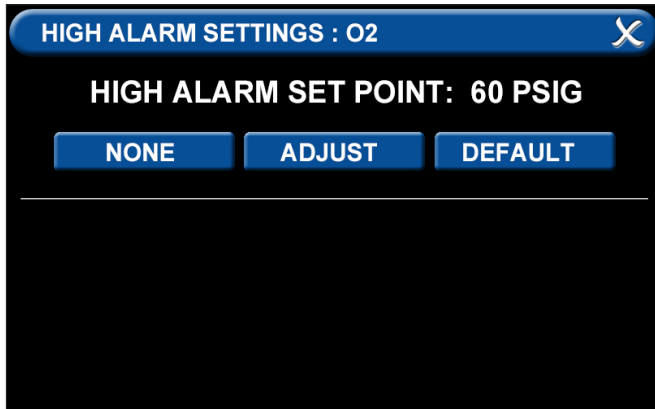 HIGH ALARM SETTINGS : O2
HIGH ALARM SET POINT: 60 PSIG
NONE ADJUST DEFAULT